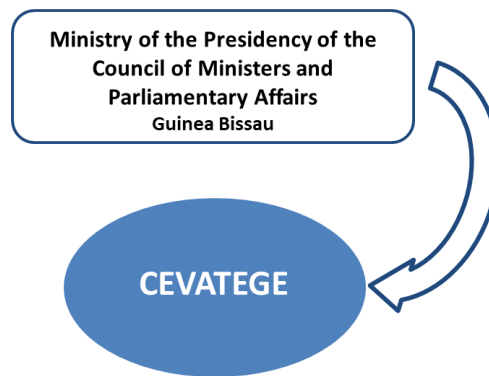 Ministry of the Presidency of the
Council of Ministers and
Parliamentary Affairs
Guinea Bissau
CEVATEGE